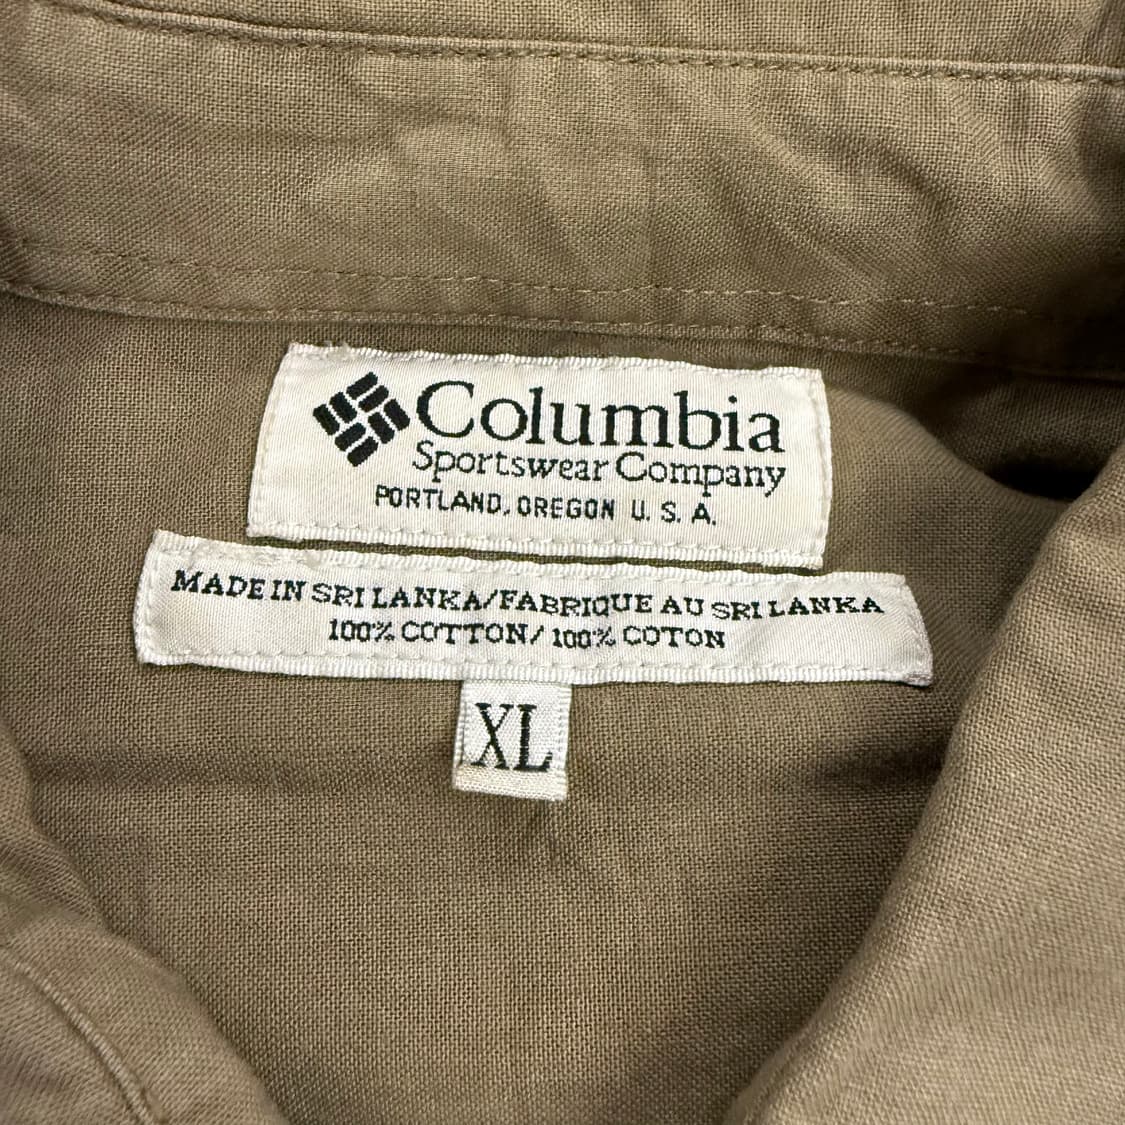 Columbia
Sportswear Company
PORTLAND, OREGON U. S. A.
MADE IN SRI LANKA/FABRIQUE AU SRI LANKA
100% COTTON/ 100% COTON
XL